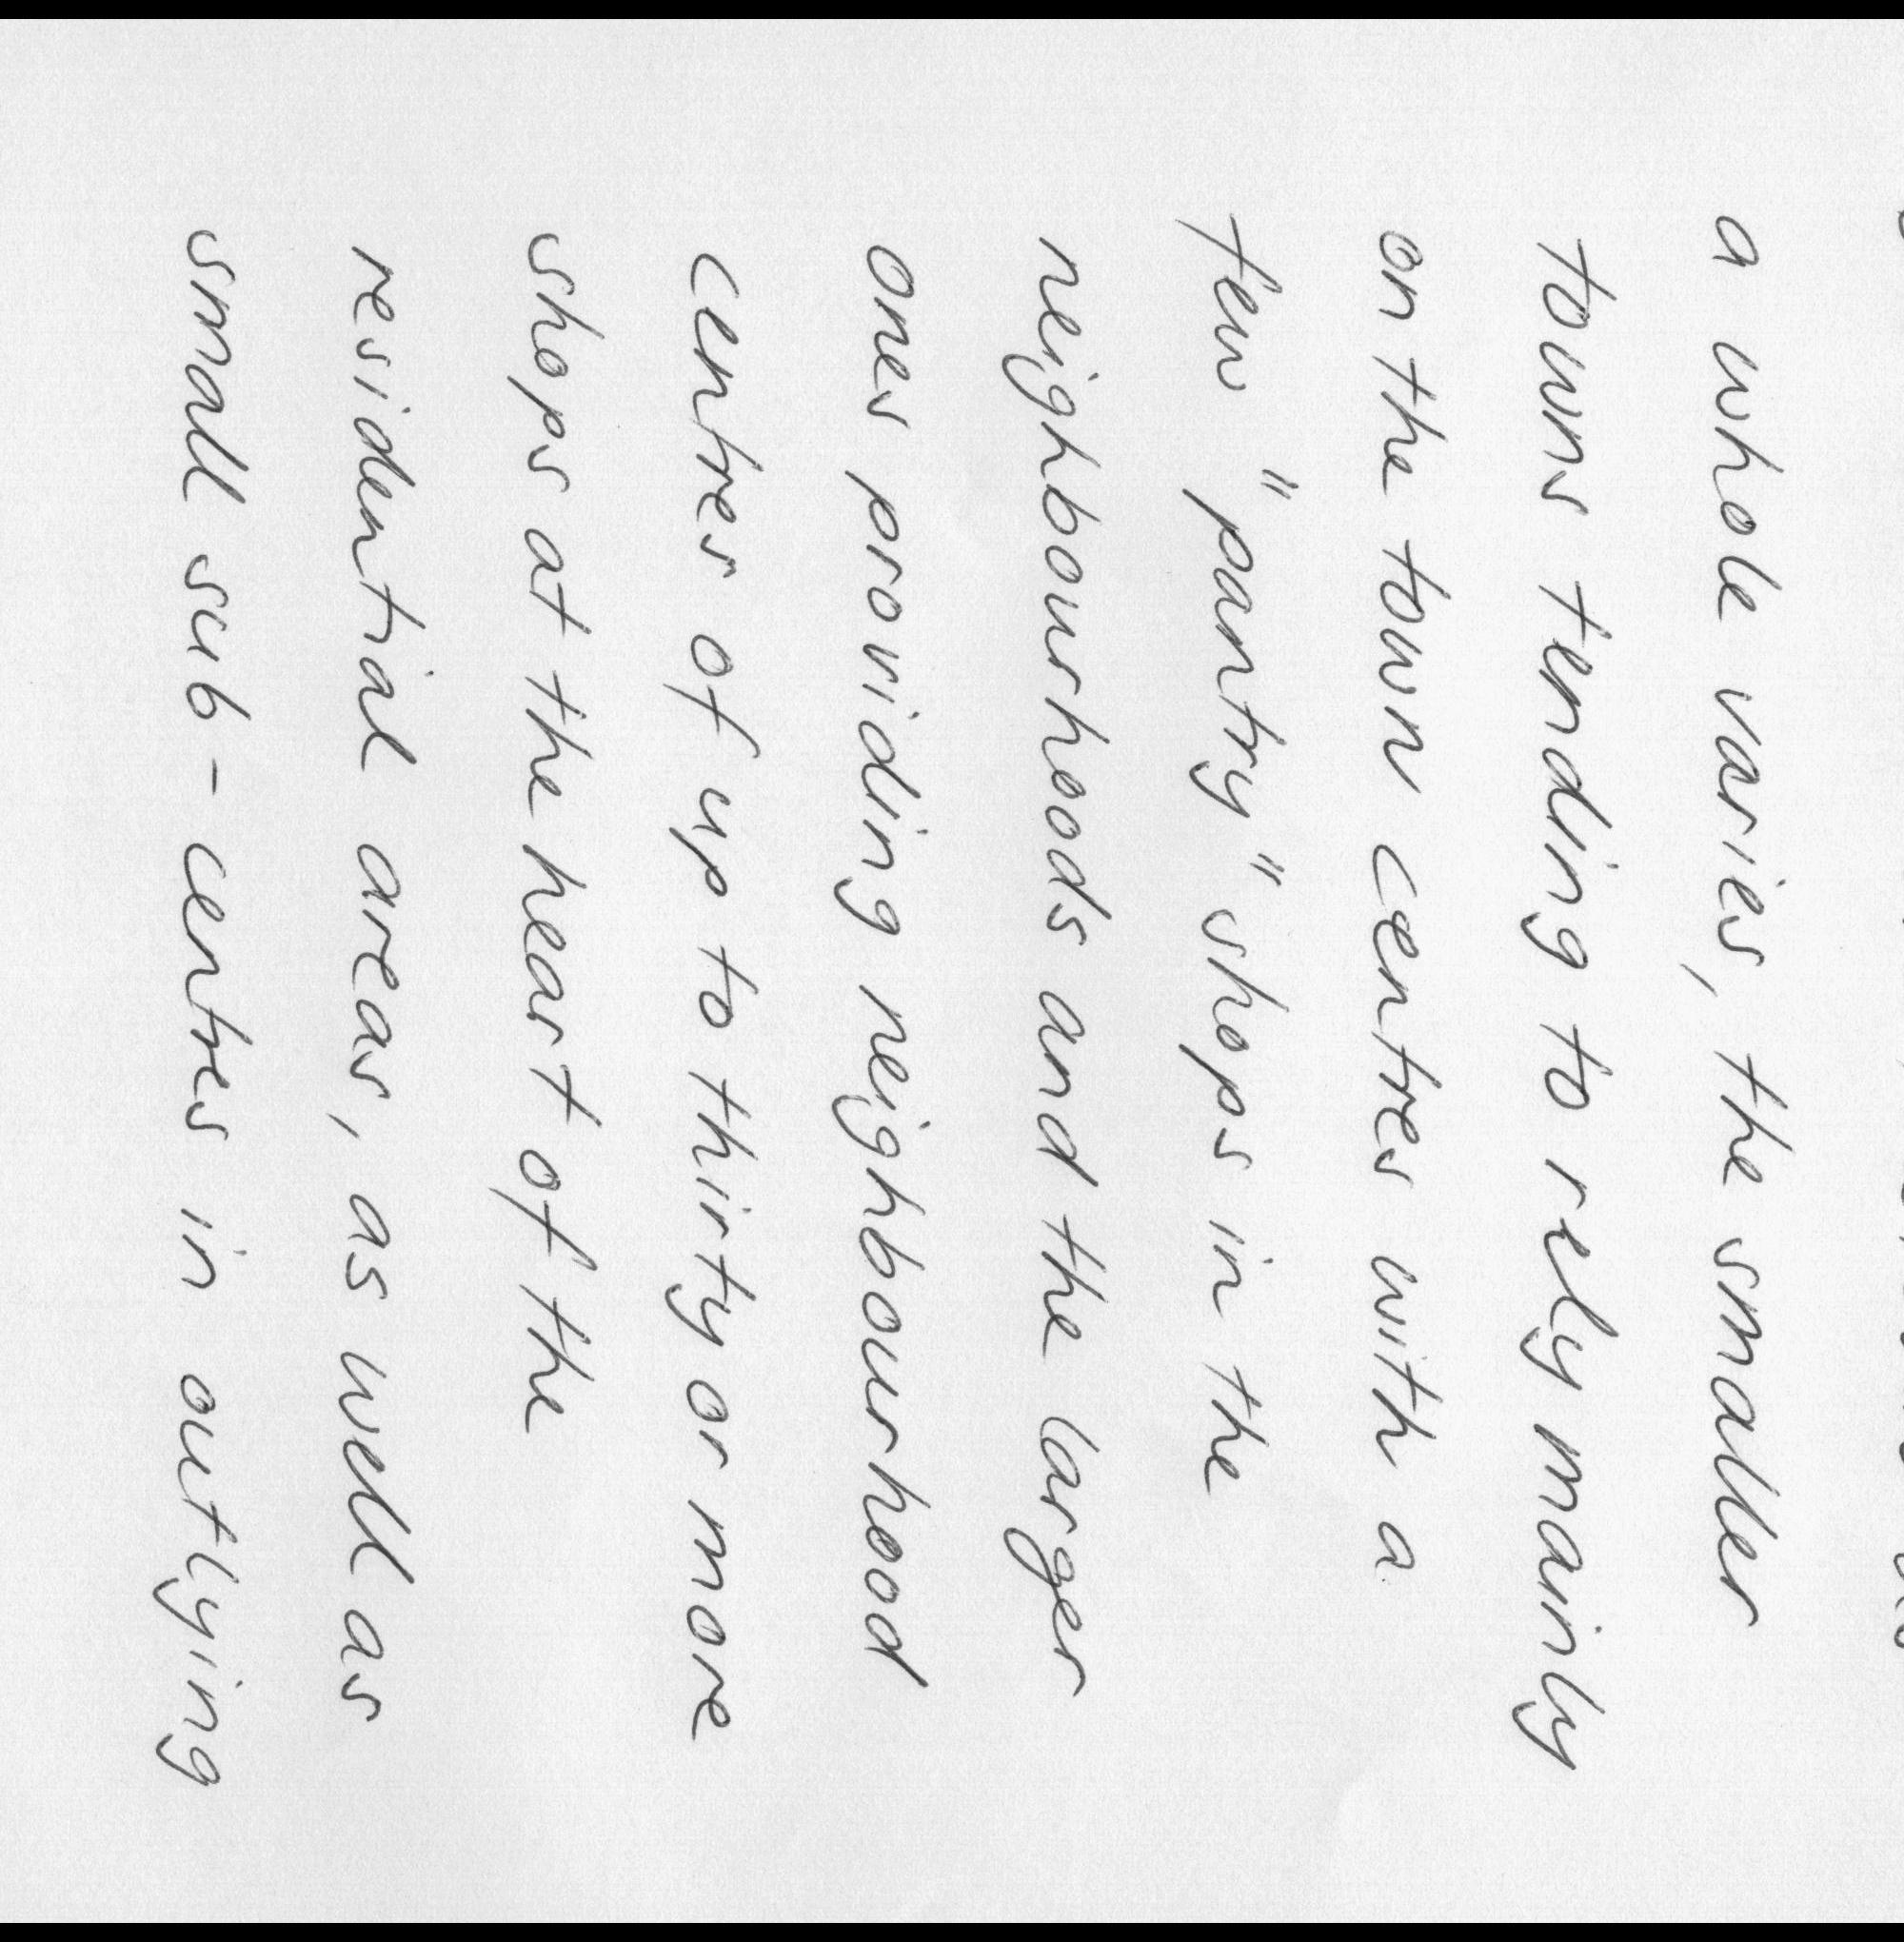 a whole varies, the smaller
towns tending to rely mainly
on the town centres with a
few "pantry" shops in the
neighbourhoods and the larger
ones providing neighbourhood
centres of up to thirty or more
shops at the heart of the
residential areas, as well as
small sub-centres in outlying